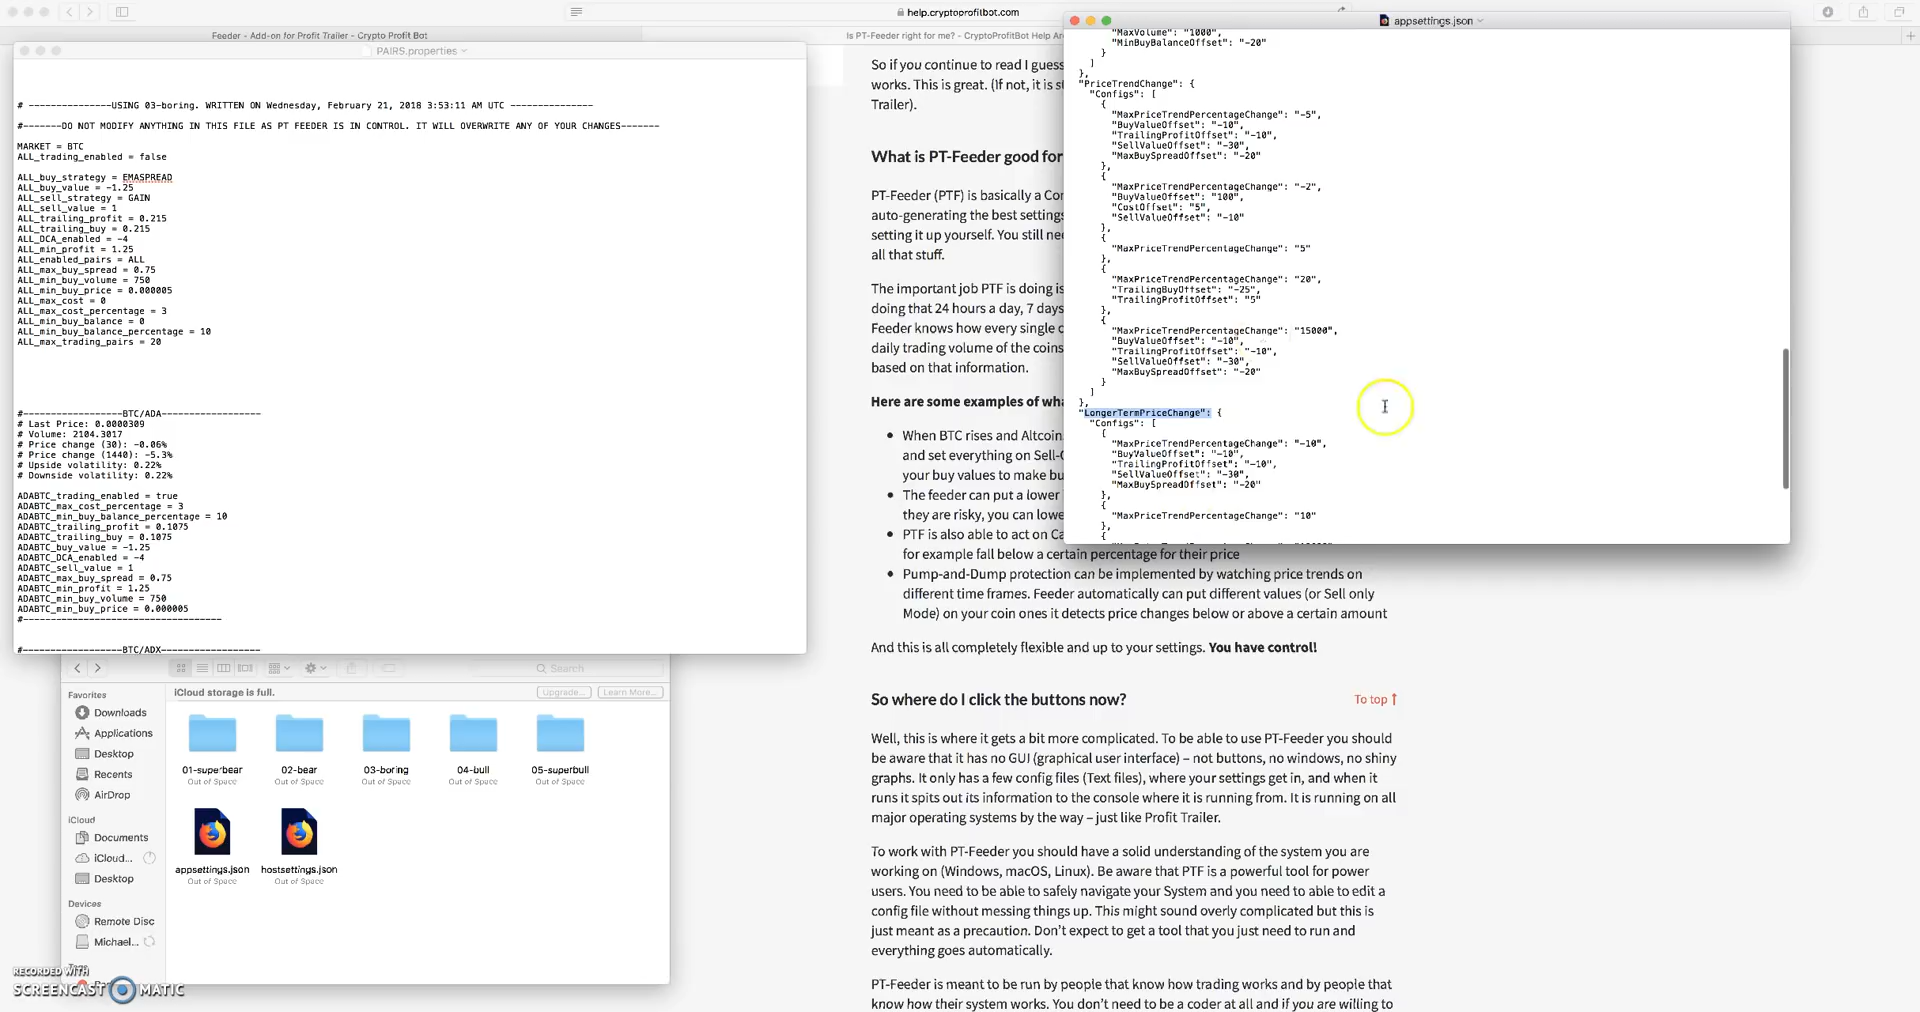 help.cryptoprofitbot.com
Feeder - Add-on for Profit Trailer - Crypto Profit Bot
Is PT-Feeder right for me? - CryptoProfitBot Help Ar
PAIRS.properties
# ---------------USING 03-boring. WRITTEN ON Wednesday, February 21, 2018 3:53:11 AM UTC ---------------
#-------DO NOT MODIFY ANYTHING IN THIS FILE AS PT FEEDER IS IN CONTROL. IT WILL OVERWRITE ANY OF YOUR CHANGES-------
MARKET = BTC
ALL_trading_enabled = false
ALL_buy_strategy = EMASPREAD
ALL_buy_value = -1.25
ALL_sell_strategy = GAIN
ALL_sell_value = 1
ALL_trailing_profit = 0.215
ALL_trailing_buy = 0.215
ALL_DCA_enabled = -4
ALL_min_profit = 1.25
ALL_enabled_pairs = ALL
ALL_max_buy_spread = 0.75
ALL_min_buy_volume = 750
ALL_min_buy_price = 0.000005
ALL_max_cost = 0
ALL_max_cost_percentage = 3
ALL_min_buy_balance = 0
ALL_min_buy_balance_percentage = 10
ALL_max_trading_pairs = 20
#------------------BTC/ADA------------------
# Last Price: 0.0000309
# Volume: 2104.3017
# Price change (30): -0.06%
# Price change (1440): -5.3%
# Upside volatility: 0.22%
# Downside volatility: 0.22%
ADABTC_trading_enabled = true
ADABTC_max_cost_percentage = 3
ADABTC_min_buy_balance_percentage = 10
ADABTC_trailing_profit = 0.1075
ADABTC_trailing_buy = 0.1075
ADABTC_buy_value = -1.25
ADABTC_DCA_enabled = -4
ADABTC_sell_value = 1
ADABTC_max_buy_spread = 0.75
ADABTC_min_profit = 1.25
ADABTC_min_buy_volume = 750
ADABTC_min_buy_price = 0.000005
#-------------------------------------
#------------------BTC/ADX------------------
Search
Favorites
Downloads
Applications
Desktop
Recents
AirDrop
iCloud
Documents
iCloud...
Desktop
Devices
Remote Disc
Michael...
iCloud storage is full.
Upgrade...
Learn More...
01-superbear
02-bear
03-boring
04-bull
05-superbull
Out of Space
Out of Space
Out of Space
Out of Space
Out of Space
appsettings.json
hostsettings.json
Out of Space
Out of Space
RECORDED WITH
SCREENCAST MATIC
So if you continue to read I guess
works. This is great. (If not, it is s
Trailer).
What is PT-Feeder good for
PT-Feeder (PTF) is basically a Cor
auto-generating the best settings
setting it up yourself. You still nee
all that stuff.
The important job PTF is doing is
doing that 24 hours a day, 7 days
Feeder knows how every single c
daily trading volume of the coins
based on that information.
Here are some examples of wha
When BTC rises and Altcoin
and set everything on Sell-C
your buy values to make bu
The feeder can put a lower
they are risky, you can lowe
PTF is also able to act on Ca
for example fall below a certain percentage for their price
Pump-and-Dump protection can be implemented by watching price trends on
different time frames. Feeder automatically can put different values (or Sell only
Mode) on your coin ones it detects price changes below or above a certain amount
And this is all completely flexible and up to your settings. You have control!
So where do I click the buttons now?
To top ↑
Well, this is where it gets a bit more complicated. To be able to use PT-Feeder you should
be aware that it has no GUI (graphical user interface) – not buttons, no windows, no shiny
graphs. It only has a few config files (Text files), where your settings get in, and when it
runs it spits out its information to the console where it is running from. It is running on all
major operating systems by the way – just like Profit Trailer.
To work with PT-Feeder you should have a solid understanding of the system you are
working on (Windows, macOS, Linux). Be aware that PTF is a powerful tool for power
users. You need to be able to safely navigate your System and you need to able to edit a
config file without messing things up. This might sound overly complicated but this is
just meant as a precaution. Don't expect to get a tool that you just need to run and
everything goes automatically.
PT-Feeder is meant to be run by people that know how trading works and by people that
know how their system works. You don't need to be a coder at all and if you are willing to
appsettings.json
"MaxVolume": "1000",
"MinBuyBalanceOffset": "-20"
}
]
},
"PriceTrendChange": {
"Configs": [
{
"MaxPriceTrendPercentageChange": "-5",
"BuyValueOffset": "-10",
"TrailingProfitOffset": "-10",
"SellValueOffset": "-30",
"MaxBuySpreadOffset": "-20"
},
{
"MaxPriceTrendPercentageChange": "-2",
"BuyValueOffset": "100",
"CostOffset": "5",
"SellValueOffset": "-10"
},
{
"MaxPriceTrendPercentageChange": "5"
},
{
"MaxPriceTrendPercentageChange": "20",
"TrailingBuyOffset": "-25",
"TrailingProfitOffset": "5"
},
{
"MaxPriceTrendPercentageChange": "15000",
"BuyValueOffset": "-10",
"TrailingProfitOffset": "-10",
"SellValueOffset": "-30",
"MaxBuySpreadOffset": "-20"
}
]
},
"LongerTermPriceChange": {
"Configs": [
{
"MaxPriceTrendPercentageChange": "-10",
"BuyValueOffset": "-10",
"TrailingProfitOffset": "-10",
"SellValueOffset": "-30",
"MaxBuySpreadOffset": "-20"
},
{
"MaxPriceTrendPercentageChange": "10"
},
{